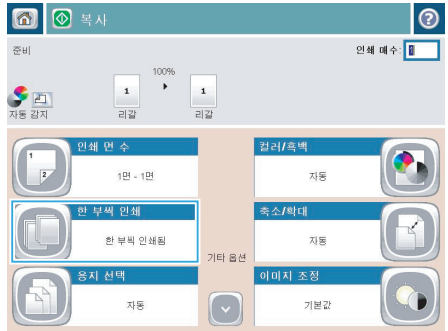 복사
?
준비
인쇄 매수: 1
100%
1
1
자동 감지
리갈
리갈
인쇄 면 수
1
2
1면 - 1면
컬러/흑백
자동
한 부씩 인쇄
한 부씩 인쇄됨
축소/확대
자동
기타 옵션
용지 선택
자동
이미지 조정
기본값